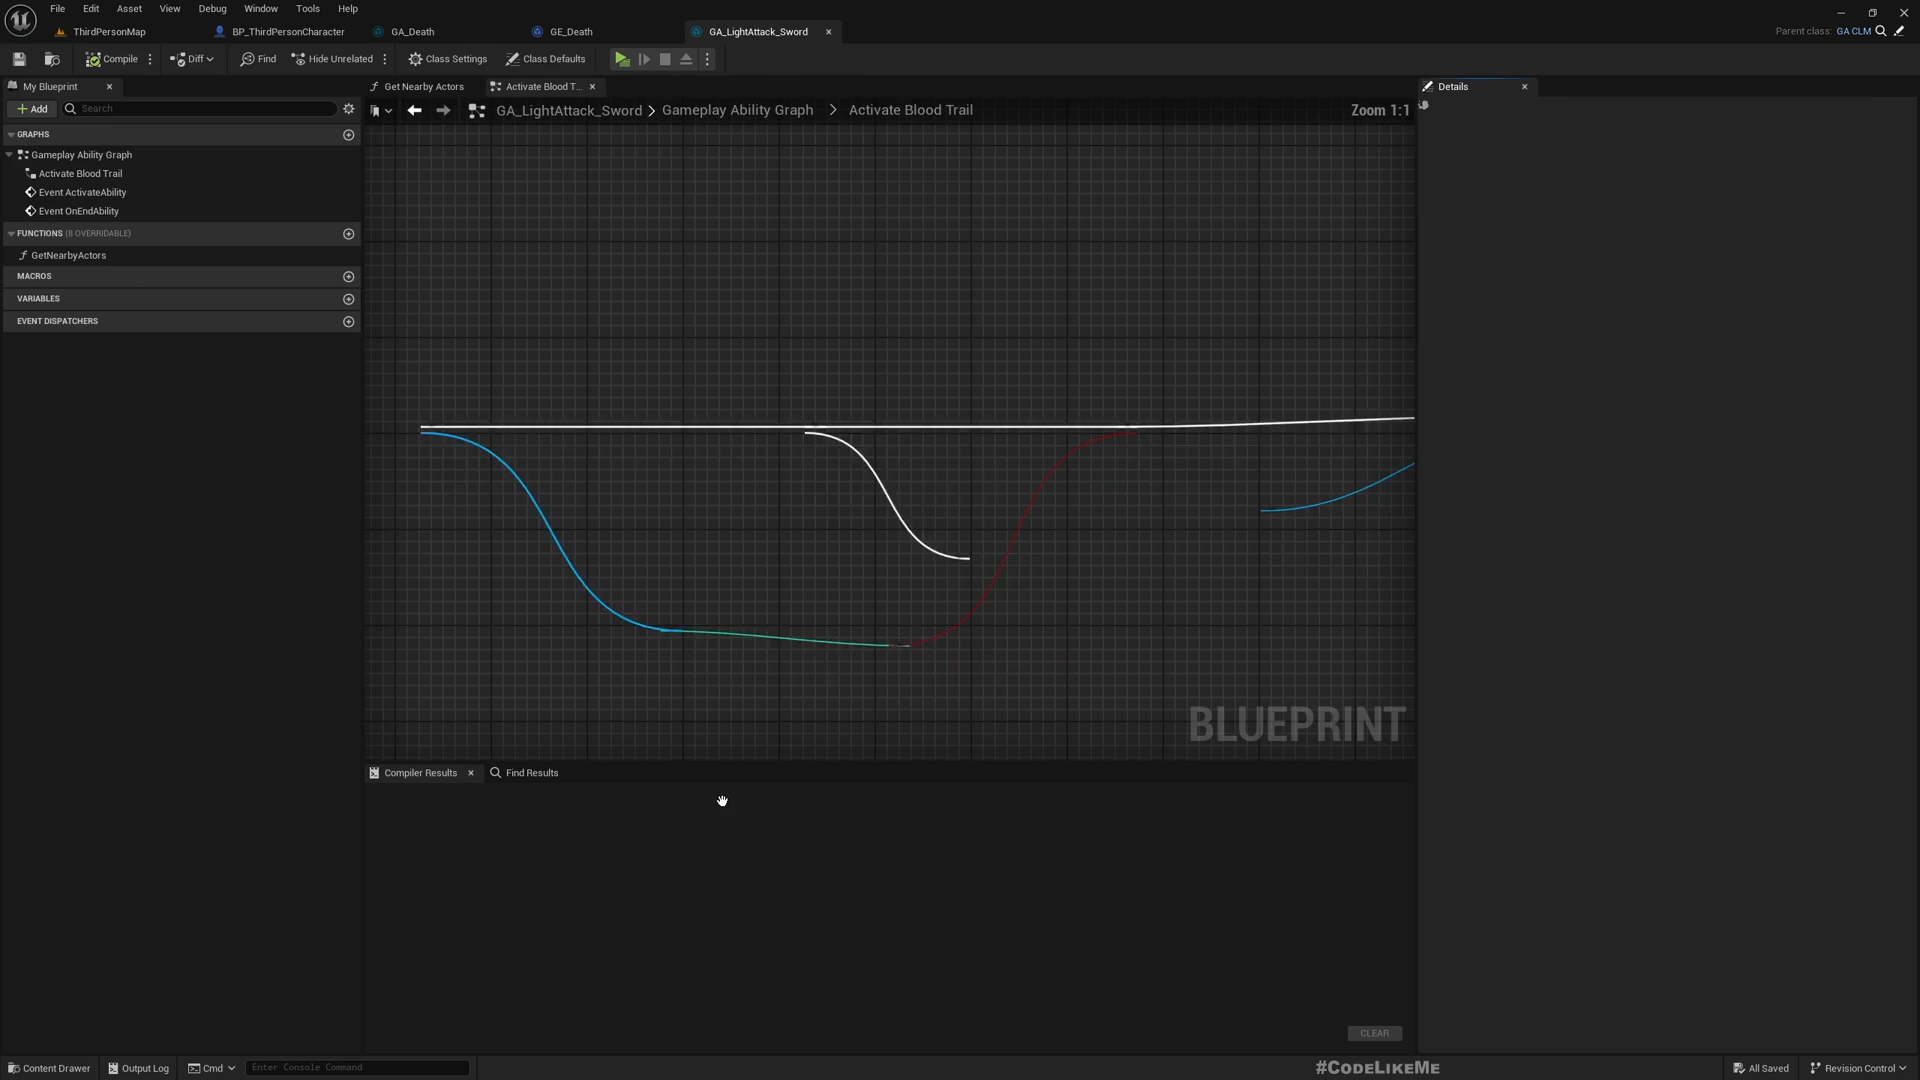 File Edit Asset View Debug Window Tools Help
ThirdPersonMap BP_ThirdPersonCharacter GA_Death GE_Death GA_LightAttack_Sword
Parent class: GA CLM
Compile Diff Find Hide Unrelated Class Settings Class Defaults
My Blueprint Get Nearby Actors Activate Blood T... Details
Add Search
GA_LightAttack_Sword > Gameplay Ability Graph > Activate Blood Trail Zoom 1:1
GRAPHS
Gameplay Ability Graph
Activate Blood Trail
Event ActivateAbility
Event OnEndAbility
FUNCTIONS (8 OVERRIDABLE)
GetNearbyActors
MACROS
VARIABLES
EVENT DISPATCHERS
BLUEPRINT
Compiler Results Find Results
CLEAR
Content Drawer Output Log Cmd Enter Console Command #CODELIKEME All Saved Revision Control